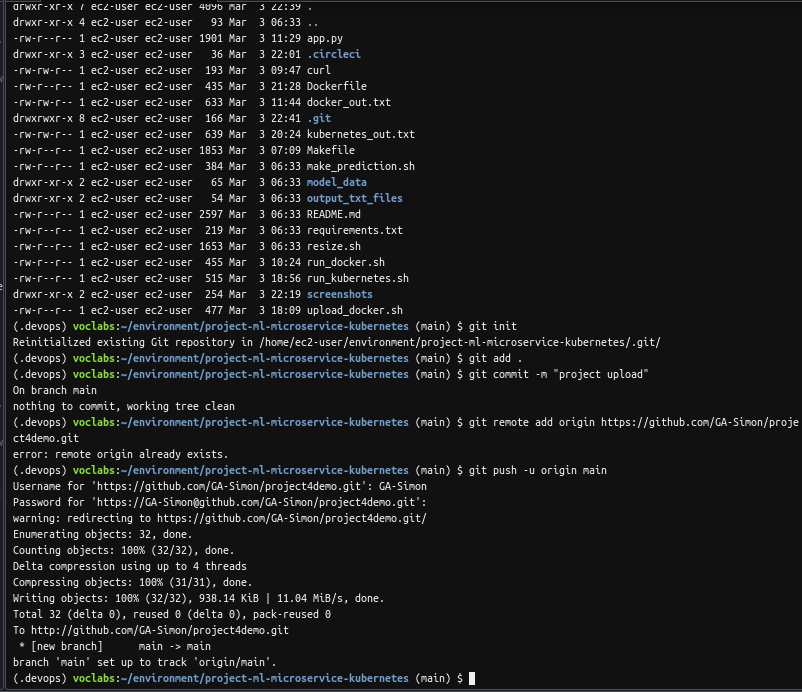 drwxr-xr-x 7 ec2-user ec2-user 4096 Mar  3 22:39 .
drwxr-xr-x 4 ec2-user ec2-user   93 Mar  3 06:33 ..
-rw-r--r-- 1 ec2-user ec2-user 1901 Mar  3 11:29 app.py
drwxr-xr-x 3 ec2-user ec2-user   36 Mar  3 22:01 .circleci
-rw-rw-r-- 1 ec2-user ec2-user  193 Mar  3 09:47 curl
-rw-r--r-- 1 ec2-user ec2-user  435 Mar  3 21:28 Dockerfile
-rw-rw-r-- 1 ec2-user ec2-user  633 Mar  3 11:44 docker_out.txt
drwxrwxr-x 8 ec2-user ec2-user  166 Mar  3 22:41 .git
-rw-rw-r-- 1 ec2-user ec2-user  639 Mar  3 20:24 kubernetes_out.txt
-rw-r--r-- 1 ec2-user ec2-user 1853 Mar  3 07:09 Makefile
-rw-r--r-- 1 ec2-user ec2-user  384 Mar  3 06:33 make_prediction.sh
drwxr-xr-x 2 ec2-user ec2-user   65 Mar  3 06:33 model_data
drwxr-xr-x 2 ec2-user ec2-user   54 Mar  3 06:33 output_txt_files
-rw-r--r-- 1 ec2-user ec2-user 2597 Mar  3 06:33 README.md
-rw-r--r-- 1 ec2-user ec2-user  219 Mar  3 06:33 requirements.txt
-rw-r--r-- 1 ec2-user ec2-user 1653 Mar  3 06:33 resize.sh
-rw-r--r-- 1 ec2-user ec2-user  455 Mar  3 10:24 run_docker.sh
-rw-r--r-- 1 ec2-user ec2-user  515 Mar  3 18:56 run_kubernetes.sh
drwxr-xr-x 2 ec2-user ec2-user  254 Mar  3 22:19 screenshots
-rw-r--r-- 1 ec2-user ec2-user  477 Mar  3 18:09 upload_docker.sh
(.devops) voclabs:~/environment/project-ml-microservice-kubernetes (main) $ git init
Reinitialized existing Git repository in /home/ec2-user/environment/project-ml-microservice-kubernetes/.git/
(.devops) voclabs:~/environment/project-ml-microservice-kubernetes (main) $ git add .
(.devops) voclabs:~/environment/project-ml-microservice-kubernetes (main) $ git commit -m "project upload"
On branch main
nothing to commit, working tree clean
(.devops) voclabs:~/environment/project-ml-microservice-kubernetes (main) $ git remote add origin https://github.com/GA-Simon/proje
ct4demo.git
error: remote origin already exists.
(.devops) voclabs:~/environment/project-ml-microservice-kubernetes (main) $ git push -u origin main
Username for 'https://github.com/GA-Simon/project4demo.git': GA-Simon
Password for 'https://GA-Simon@github.com/GA-Simon/project4demo.git':
warning: redirecting to https://github.com/GA-Simon/project4demo.git/
Enumerating objects: 32, done.
Counting objects: 100% (32/32), done.
Delta compression using up to 4 threads
Compressing objects: 100% (31/31), done.
Writing objects: 100% (32/32), 938.14 KiB | 11.04 MiB/s, done.
Total 32 (delta 0), reused 0 (delta 0), pack-reused 0
To http://github.com/GA-Simon/project4demo.git
 * [new branch]      main -> main
branch 'main' set up to track 'origin/main'.
(.devops) voclabs:~/environment/project-ml-microservice-kubernetes (main) $